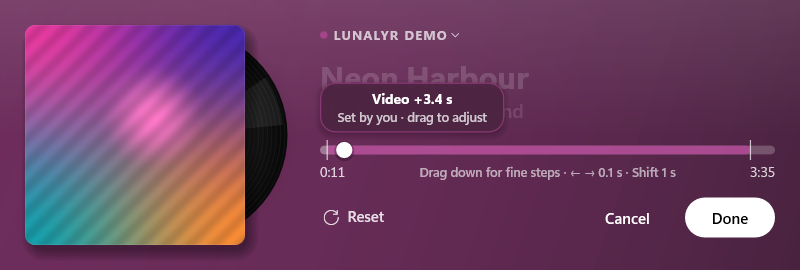 LUNALYR DEMO
Neon Harbour
Video +3.4 s
Set by you · drag to adjust
0:11
Drag down for fine steps · ← → 0.1 s · Shift 1 s
3:35
Reset
Cancel
Done